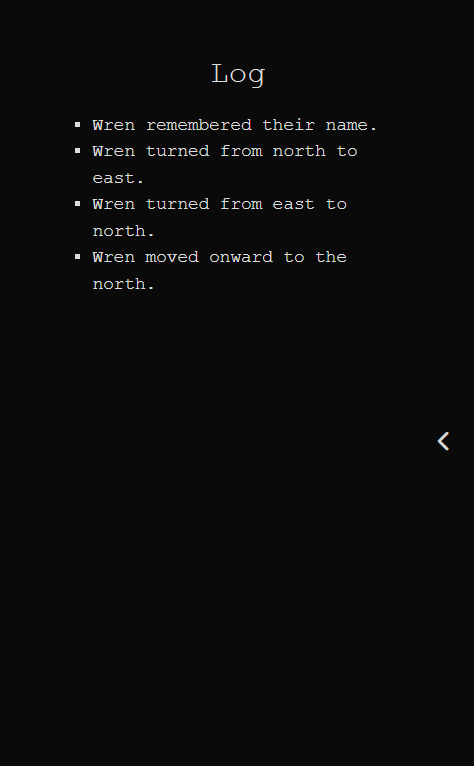 Log
▪ Wren remembered their name.
▪ Wren turned from north to
east.
▪ Wren turned from east to
north.
▪ Wren moved onward to the
north.